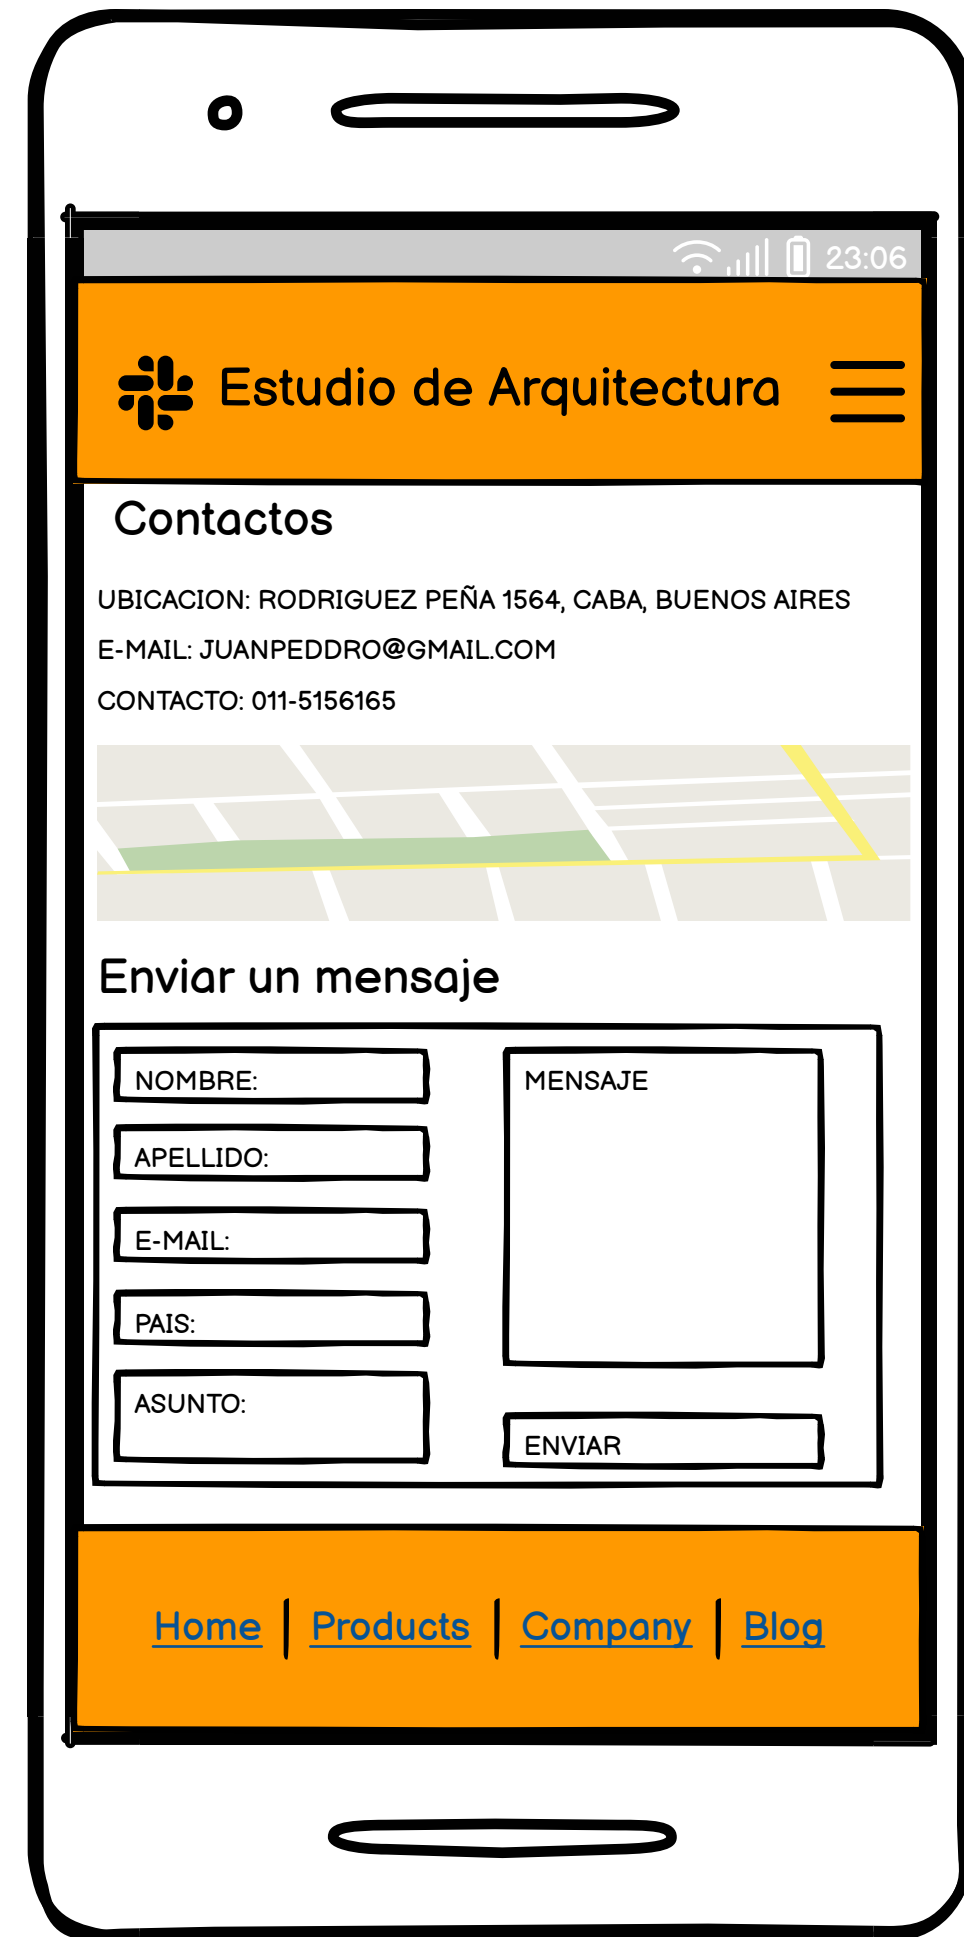 23:06
Estudio de Arquitectura
Contactos
UBICACION: RODRIGUEZ PEÑA 1564, CABA, BUENOS AIRES
E-MAIL: JUANPEDDRO@GMAIL.COM
CONTACTO: 011-5156165
Enviar un mensaje
NOMBRE:
APELLIDO:
E-MAIL:
PAIS:
ASUNTO:
MENSAJE
ENVIAR
Home | Products | Company | Blog